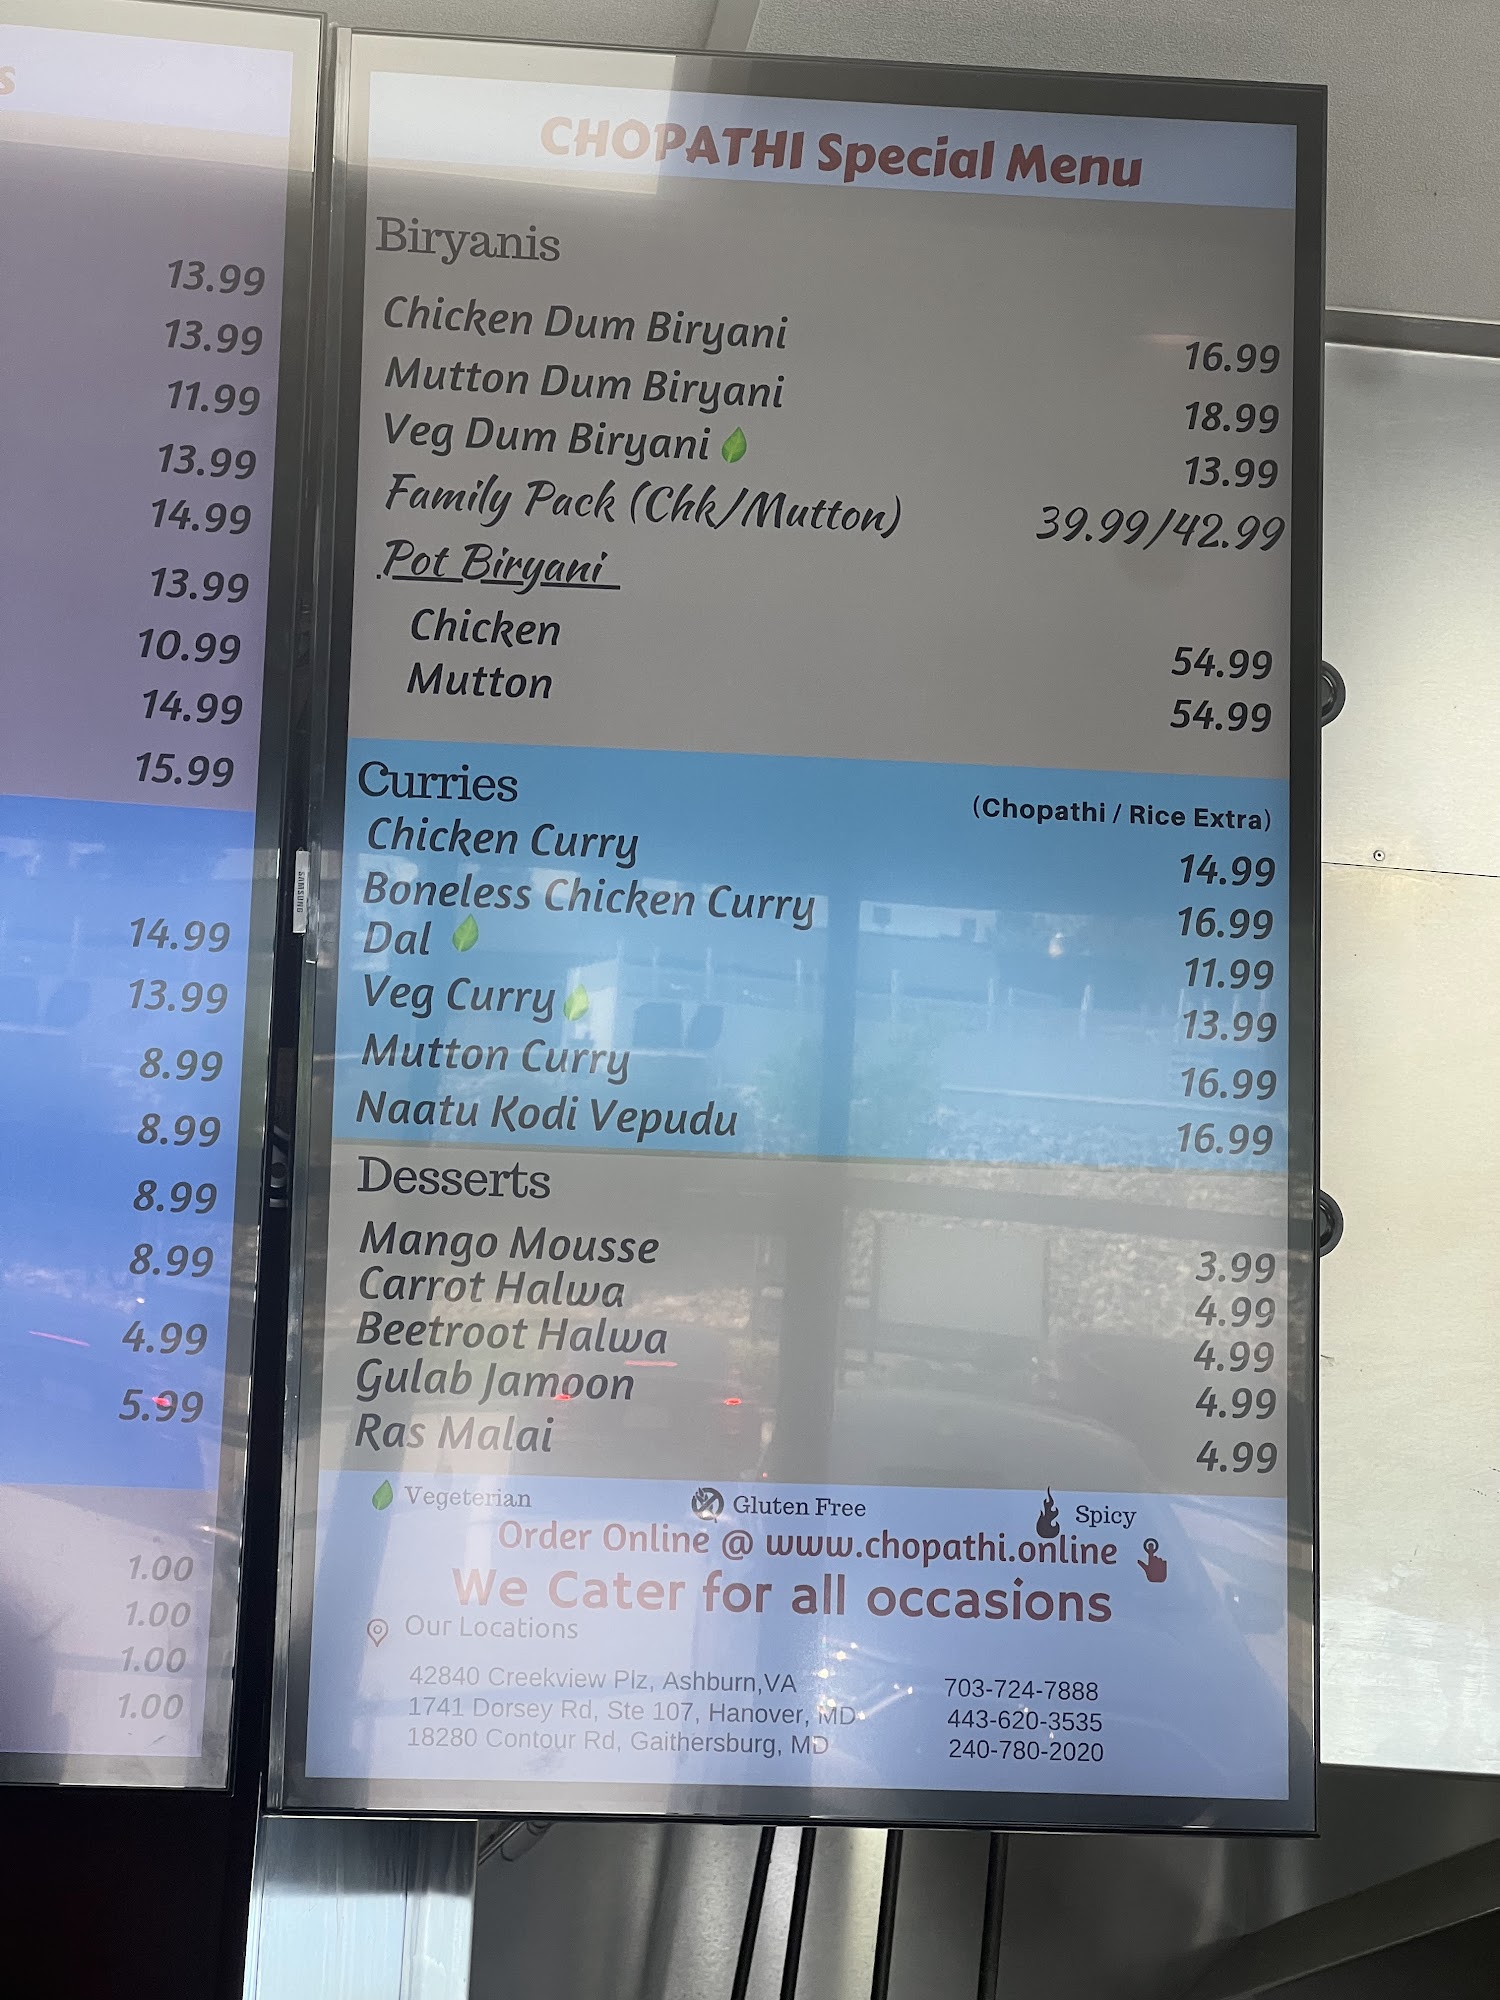 s
13.99
13.99
11.99
13.99
14.99
13.99
10.99
14.99
15.99
14.99
13.99
8.99
8.99
8.99
8.99
4.99
5.99
1.00
1.00
1.00
1.00
SAMSUNG
CHOPATHI Special Menu
Biryanis
Chicken Dum Biryani 16.99
Mutton Dum Biryani 18.99
Veg Dum Biryani 13.99
Family Pack (Chk/Mutton) 39.99/42.99
Pot Biryani
Chicken 54.99
Mutton 54.99
Curries (Chopathi / Rice Extra)
Chicken Curry 14.99
Boneless Chicken Curry 16.99
Dal 11.99
Veg Curry 13.99
Mutton Curry 16.99
Naatu Kodi Vepudu 16.99
Desserts
Mango Mousse 3.99
Carrot Halwa 4.99
Beetroot Halwa 4.99
Gulab Jamoon 4.99
Ras Malai 4.99
Vegeterian Gluten Free Spicy
Order Online @ www.chopathi.online
We Cater for all occasions
Our Locations
42840 Creekview Plz, Ashburn,VA 703-724-7888
1741 Dorsey Rd, Ste 107, Hanover, MD 443-620-3535
18280 Contour Rd, Gaithersburg, MD 240-780-2020